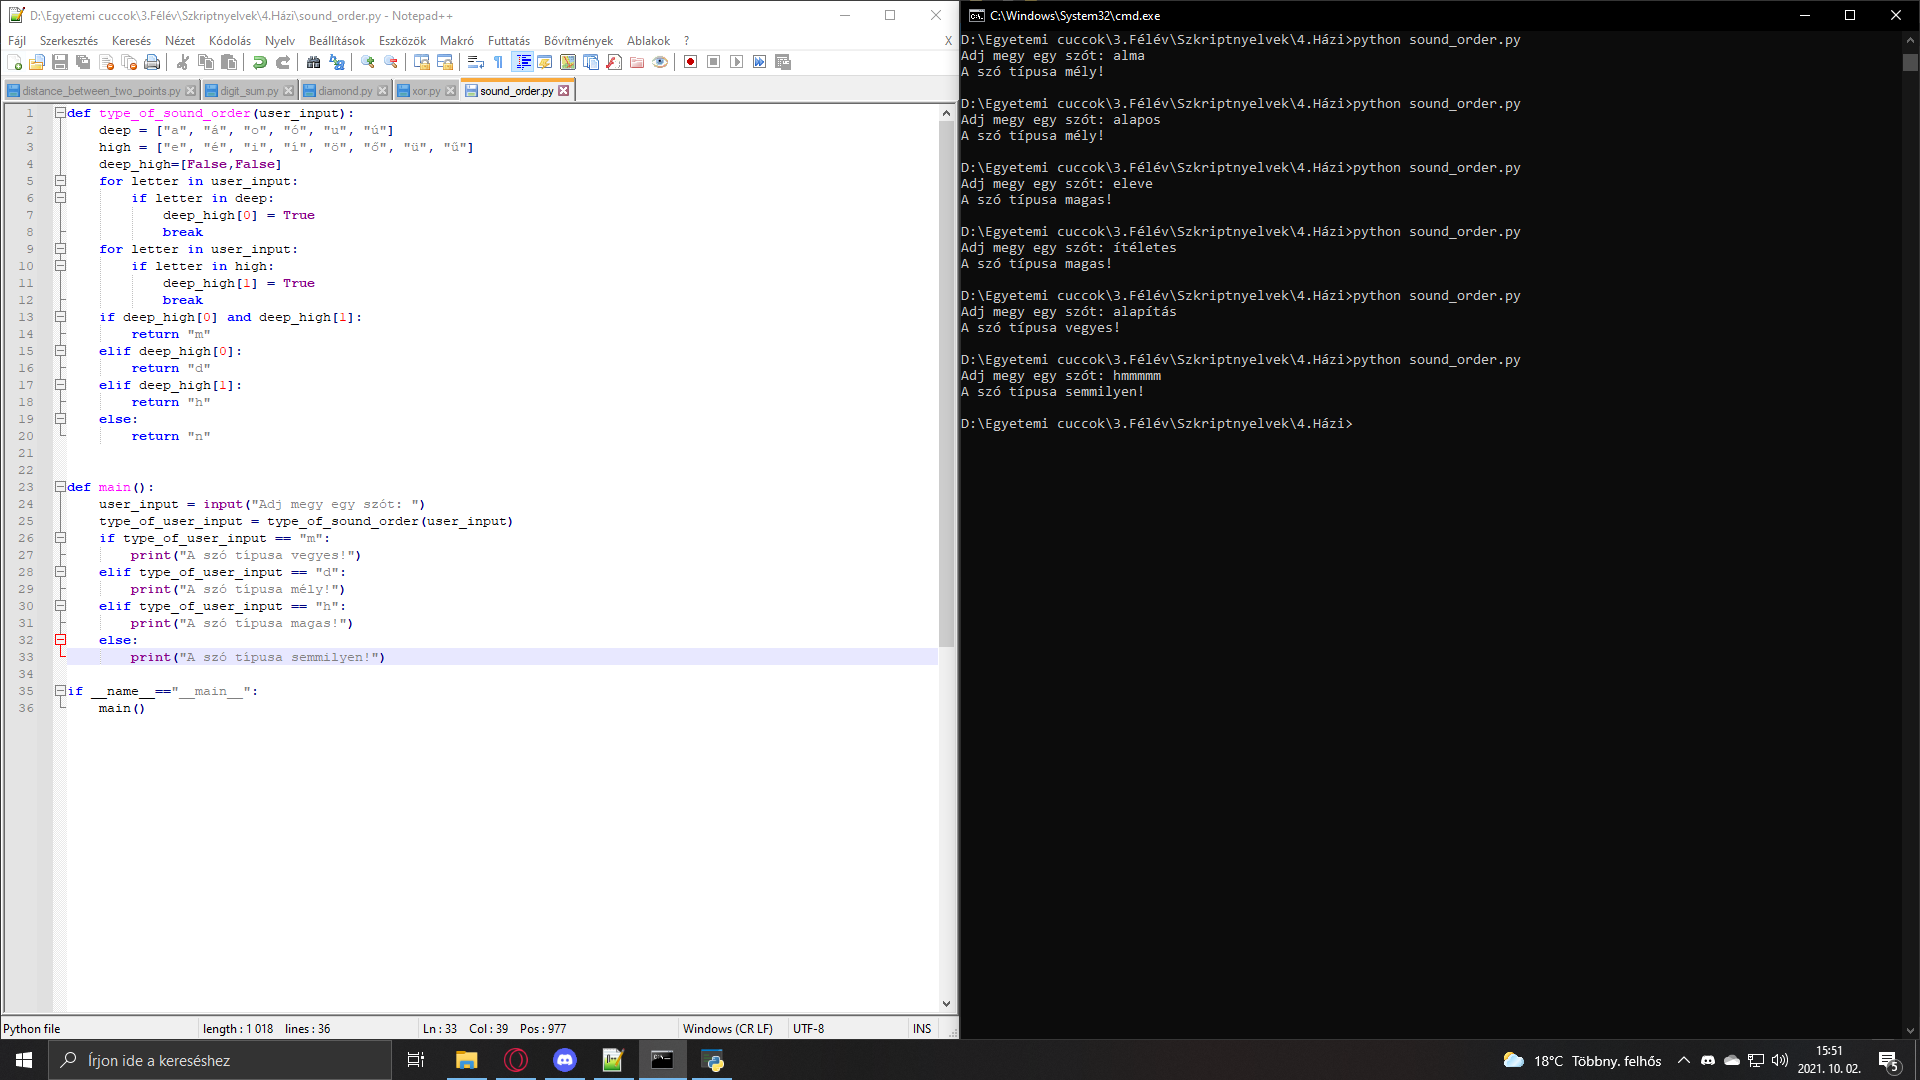 D:\Egyetemi cuccok\3.Félév\Szkriptnyelvek\4.Házi\sound_order.py - Notepad++
Fájl Szerkesztés Keresés Nézet Kódolás Nyelv Beállítások Eszközök Makró Futtatás Bővítmények Ablakok ? X
distance_between_two_points.py digit_sum.py diamond.py xor.py sound_order.py
1 def type_of_sound_order(user_input):
2 deep = ["a", "á", "o", "ó", "u", "ú"]
3 high = ["e", "é", "i", "í", "ö", "ő", "ü", "ű"]
4 deep_high=[False,False]
5 for letter in user_input:
6 if letter in deep:
7 deep_high[0] = True
8 break
9 for letter in user_input:
10 if letter in high:
11 deep_high[1] = True
12 break
13 if deep_high[0] and deep_high[1]:
14 return "m"
15 elif deep_high[0]:
16 return "d"
17 elif deep_high[1]:
18 return "h"
19 else:
20 return "n"
21
22
23 def main():
24 user_input = input("Adj megy egy szót: ")
25 type_of_user_input = type_of_sound_order(user_input)
26 if type_of_user_input == "m":
27 print("A szó típusa vegyes!")
28 elif type_of_user_input == "d":
29 print("A szó típusa mély!")
30 elif type_of_user_input == "h":
31 print("A szó típusa magas!")
32 else:
33 print("A szó típusa semmilyen!")
34
35 if __name__=="__main__":
36 main()
Python file length : 1 018 lines : 36 Ln : 33 Col : 39 Pos : 977 Windows (CR LF) UTF-8 INS
C:\Windows\System32\cmd.exe
D:\Egyetemi cuccok\3.Félév\Szkriptnyelvek\4.Házi>python sound_order.py
Adj megy egy szót: alma
A szó típusa mély!
D:\Egyetemi cuccok\3.Félév\Szkriptnyelvek\4.Házi>python sound_order.py
Adj megy egy szót: alapos
A szó típusa mély!
D:\Egyetemi cuccok\3.Félév\Szkriptnyelvek\4.Házi>python sound_order.py
Adj megy egy szót: eleve
A szó típusa magas!
D:\Egyetemi cuccok\3.Félév\Szkriptnyelvek\4.Házi>python sound_order.py
Adj megy egy szót: ítéletes
A szó típusa magas!
D:\Egyetemi cuccok\3.Félév\Szkriptnyelvek\4.Házi>python sound_order.py
Adj megy egy szót: alapítás
A szó típusa vegyes!
D:\Egyetemi cuccok\3.Félév\Szkriptnyelvek\4.Házi>python sound_order.py
Adj megy egy szót: hmmmmm
A szó típusa semmilyen!
D:\Egyetemi cuccok\3.Félév\Szkriptnyelvek\4.Házi>
Írjon ide a kereséshez
18°C Többny. felhős
15:51
2021. 10. 02.
5